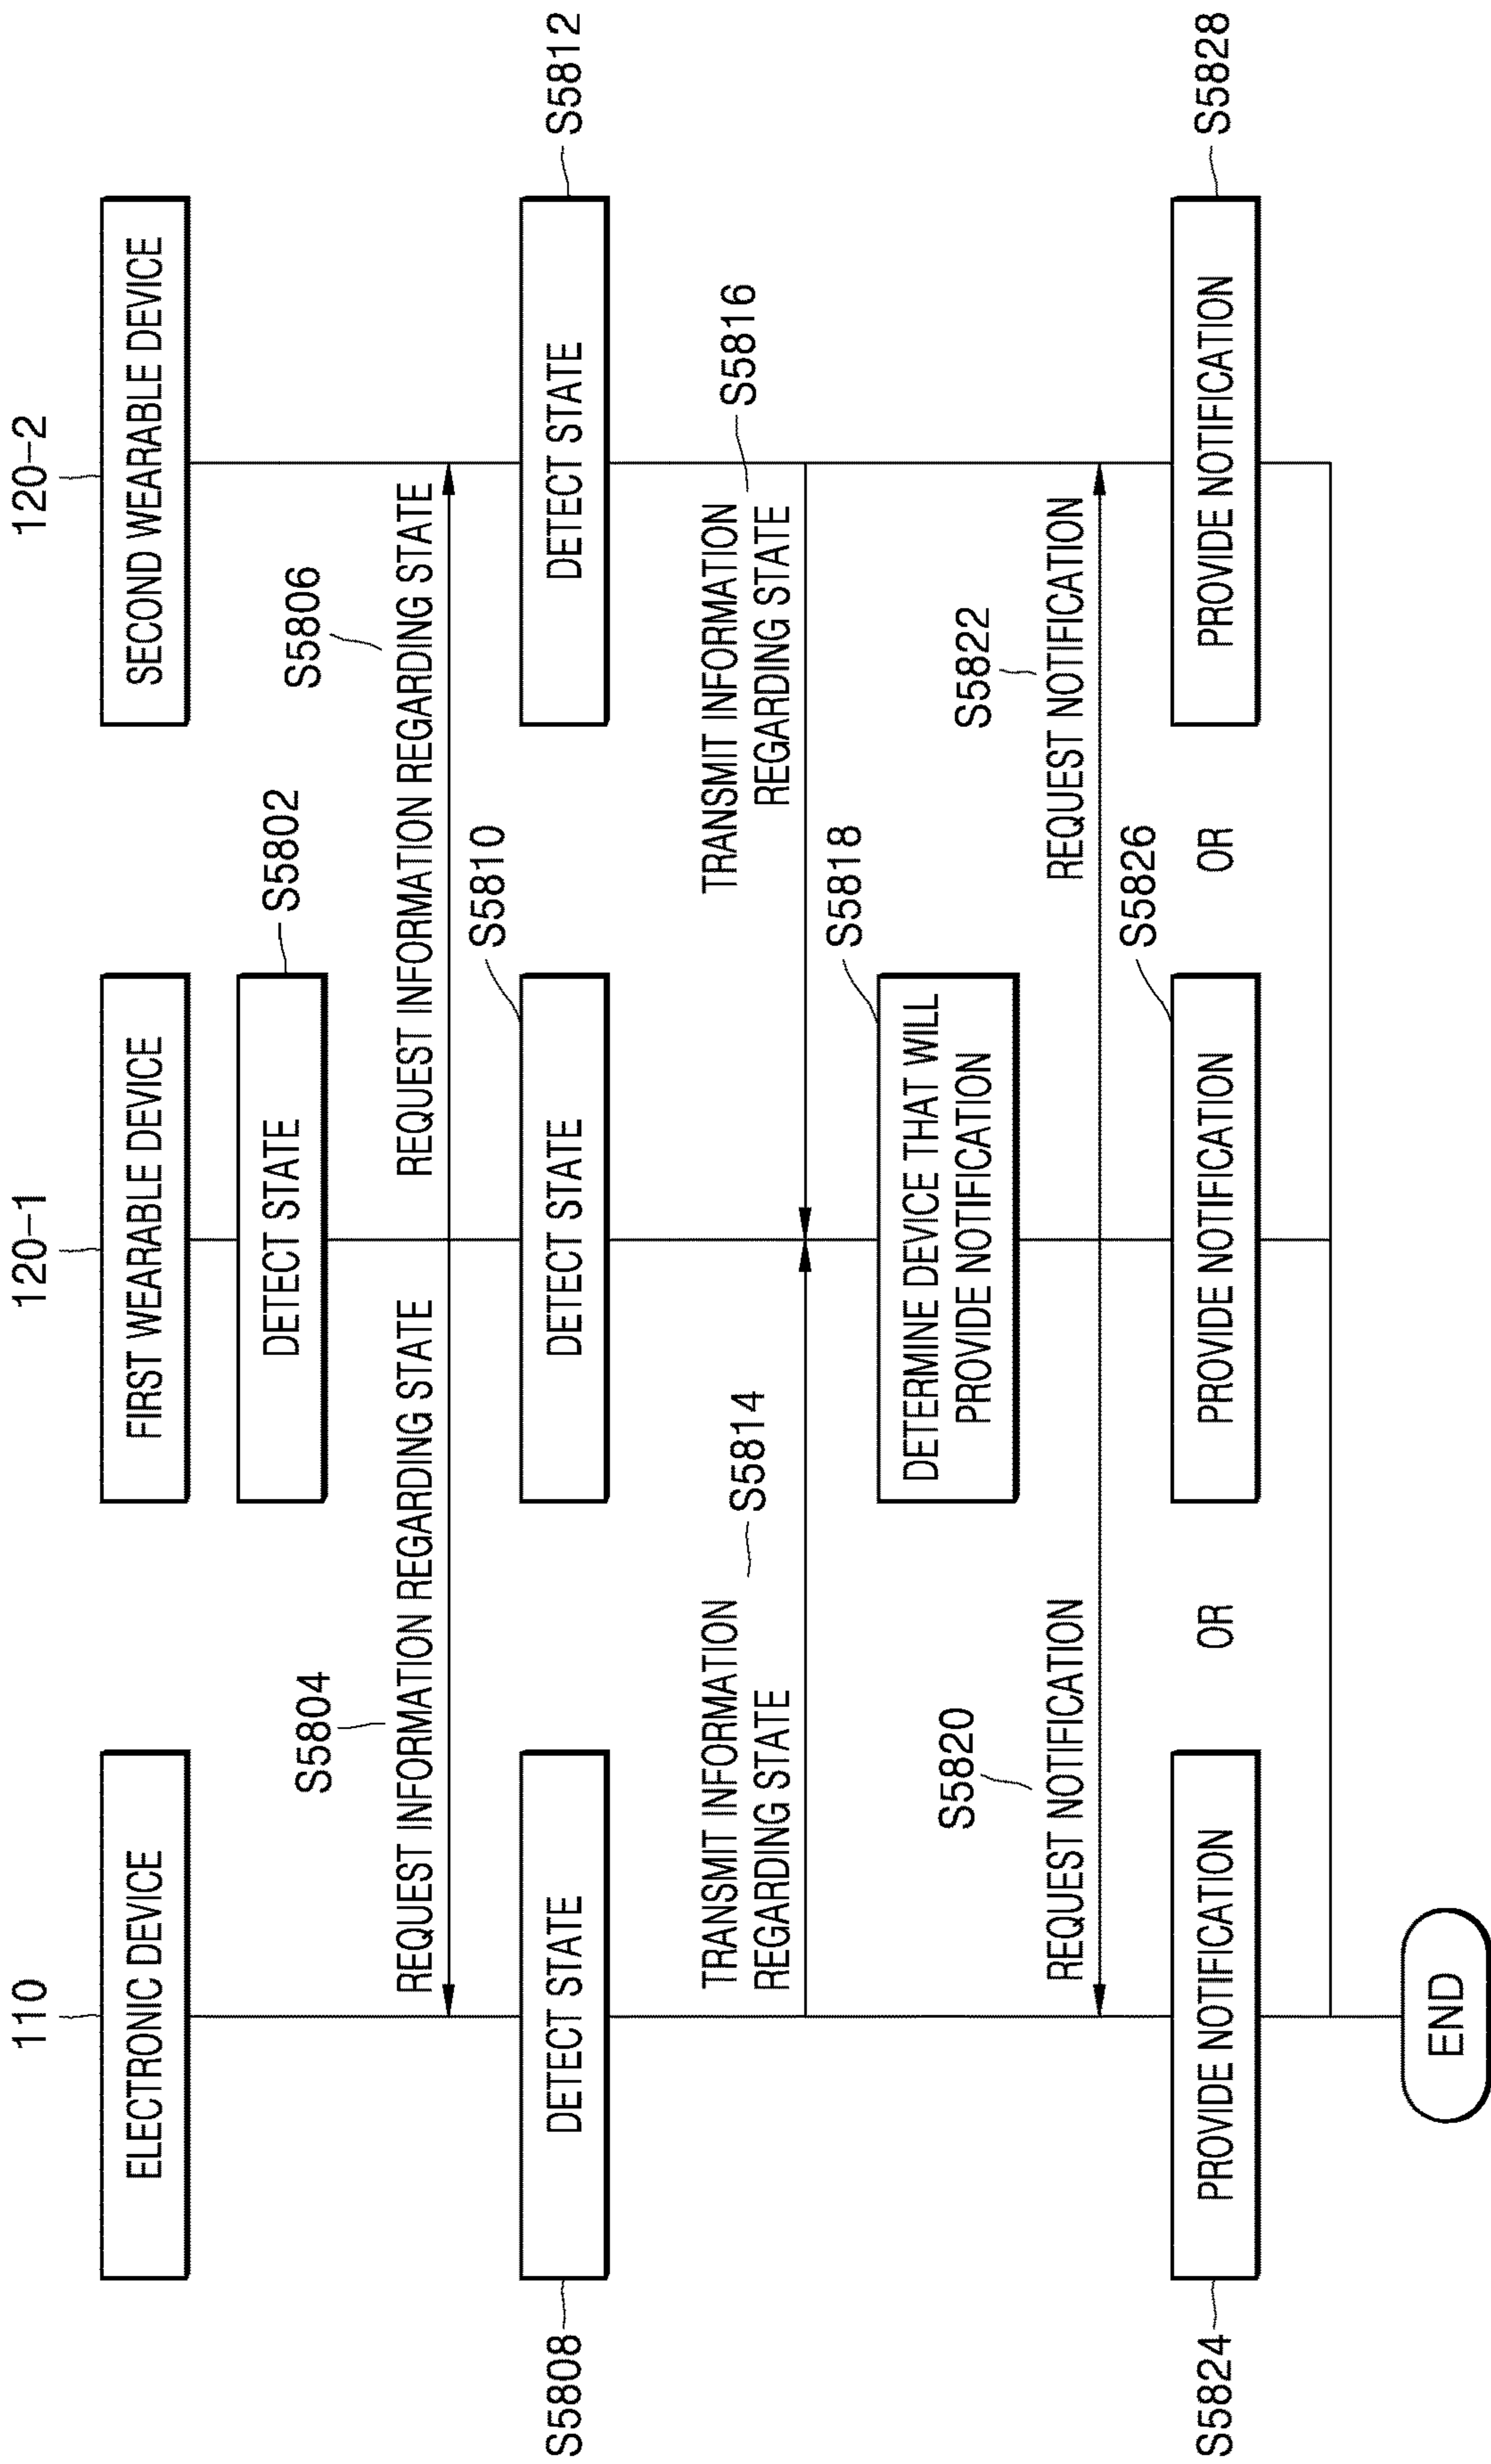 110
120-1
120-2
ELECTRONIC DEVICE
FIRST WEARABLE DEVICE
SECOND WEARABLE DEVICE
S5802
DETECT STATE
S5804
S5806
REQUEST INFORMATION REGARDING STATE
REQUEST INFORMATION REGARDING STATE
S5810
S5808
DETECT STATE
DETECT STATE
DETECT STATE
S5812
TRANSMIT INFORMATION
REGARDING STATE
S5814
TRANSMIT INFORMATION
REGARDING STATE
S5816
S5818
DETERMINE DEVICE THAT WILL
PROVIDE NOTIFICATION
S5820
S5822
REQUEST NOTIFICATION
REQUEST NOTIFICATION
S5826
S5824
PROVIDE NOTIFICATION
OR
PROVIDE NOTIFICATION
OR
PROVIDE NOTIFICATION
S5828
END